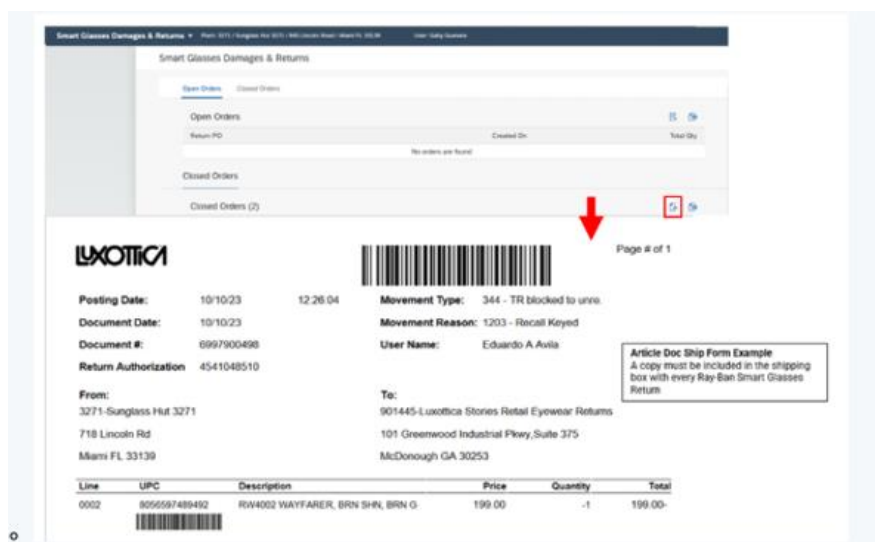 Smart Glasses Damages & Returns
User: Gaby Guevara
Smart Glasses Damages & Returns
Open Orders Closed Orders
Open Orders
Return PO Created On Total Qty
No orders are found
Closed Orders
Closed Orders (2)
LUXOTTICA
Page # of 1
Posting Date: 10/10/23 12:26:04 Movement Type: 344 - TR blocked to unre.
Document Date: 10/10/23 Movement Reason: 1203 - Recall Keyed
Document #: 6997900498 User Name: Eduardo A Avila
Return Authorization 4541048510
Article Doc Ship Form Example
A copy must be included in the shipping
box with every Ray-Ban Smart Glasses
Return
From: To:
3271-Sunglass Hut 3271 901445-Luxottica Stories Retail Eyewear Returns
718 Lincoln Rd 101 Greenwood Industrial Pkwy,Suite 375
Miami FL 33139 McDonough GA 30253
Line UPC Description Price Quantity Total
0002 8056597489492 RW4002 WAYFARER, BRN SHN, BRN G 199.00 -1 199.00-